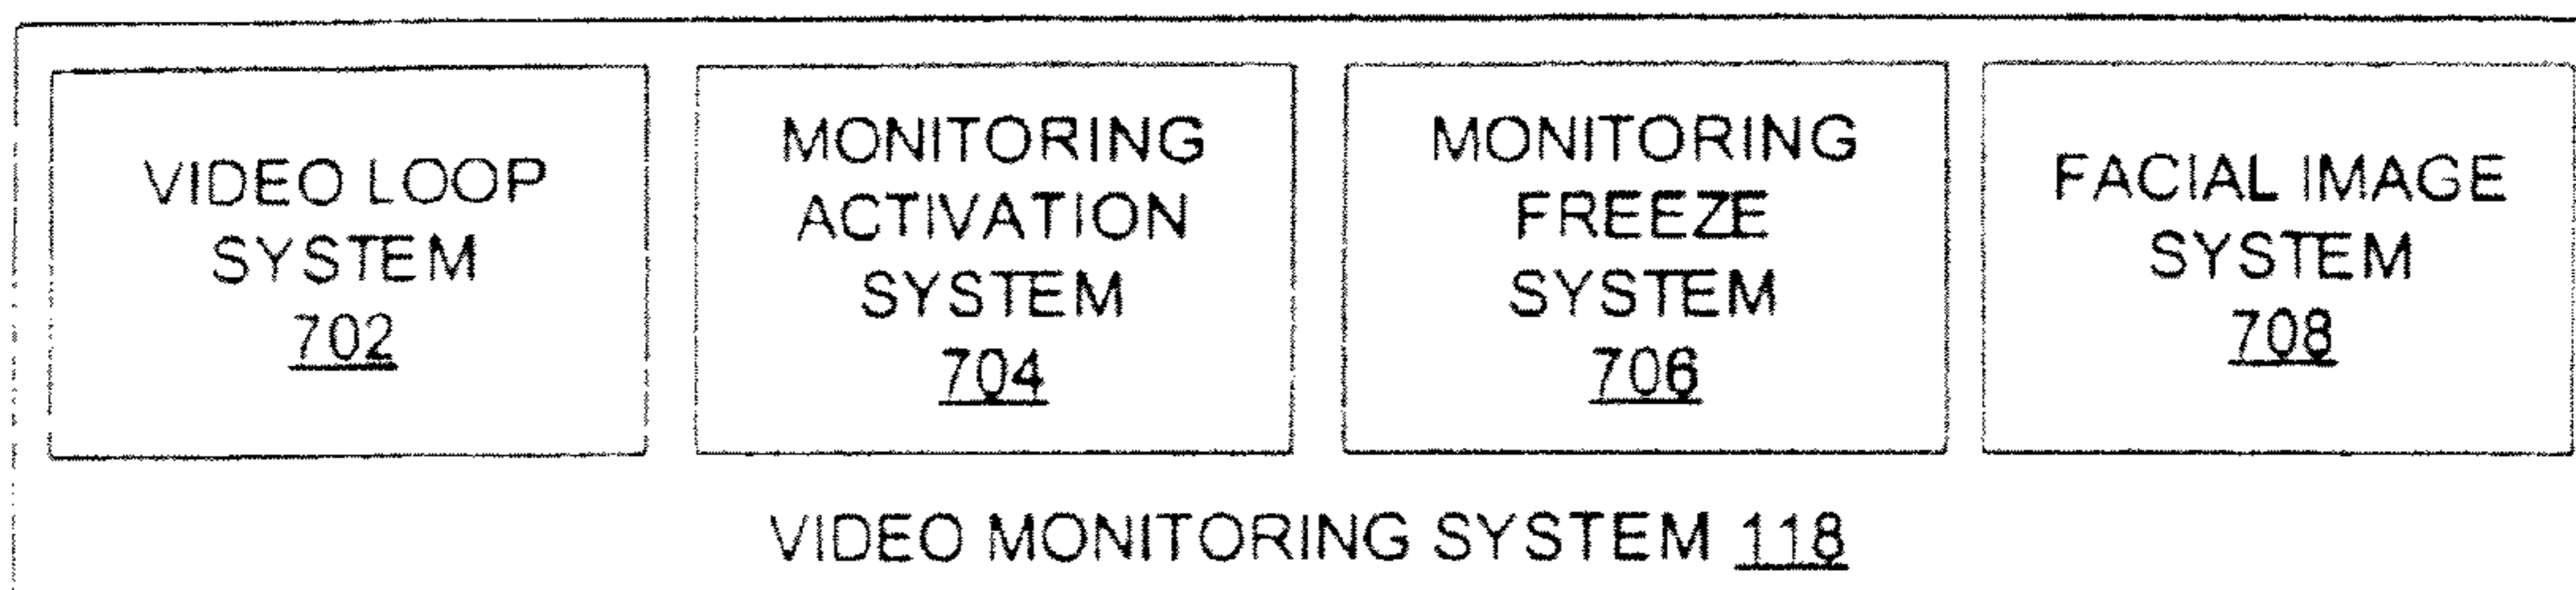 VIDEO LOOP
SYSTEM
702
MONITORING
ACTIVATION
SYSTEM
704
MONITORING
FREEZE
SYSTEM
706
FACIAL IMAGE
SYSTEM
708
VIDEO MONITORING SYSTEM 118